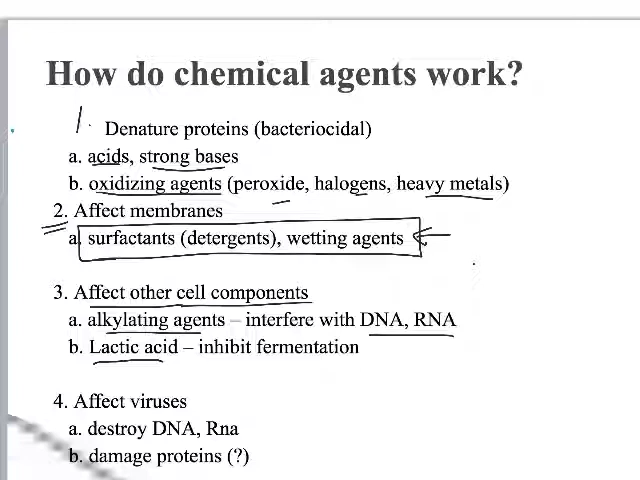 How do chemical agents work?
1. Denature proteins (bacteriocidal)
a. acids, strong bases
b. oxidizing agents (peroxide, halogens, heavy metals)
2. Affect membranes
a. surfactants (detergents), wetting agents
3. Affect other cell components
a. alkylating agents – interfere with DNA, RNA
b. Lactic acid – inhibit fermentation
4. Affect viruses
a. destroy DNA, Rna
b. damage proteins (?)